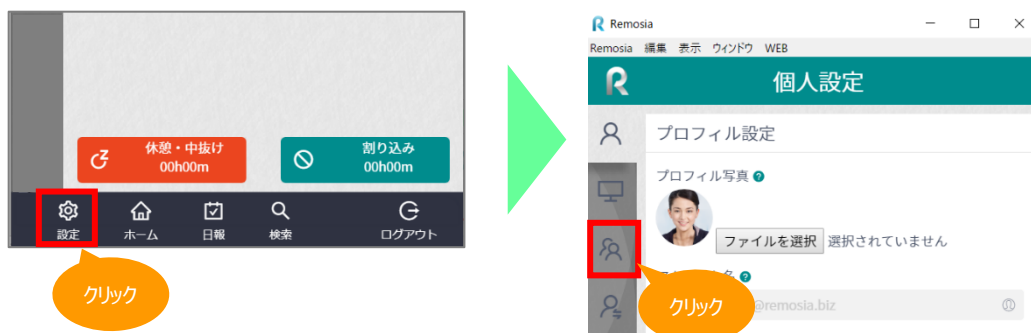 休憩・中抜け
00h00m
割り込み
00h00m
設定
ホーム
日報
検索
ログアウト
クリック
Remosia
Remosia 編集 表示 ウィンドウ WEB
個人設定
プロフィル設定
プロフィル写真
ファイルを選択 選択されていません
クリック
@remosia.biz